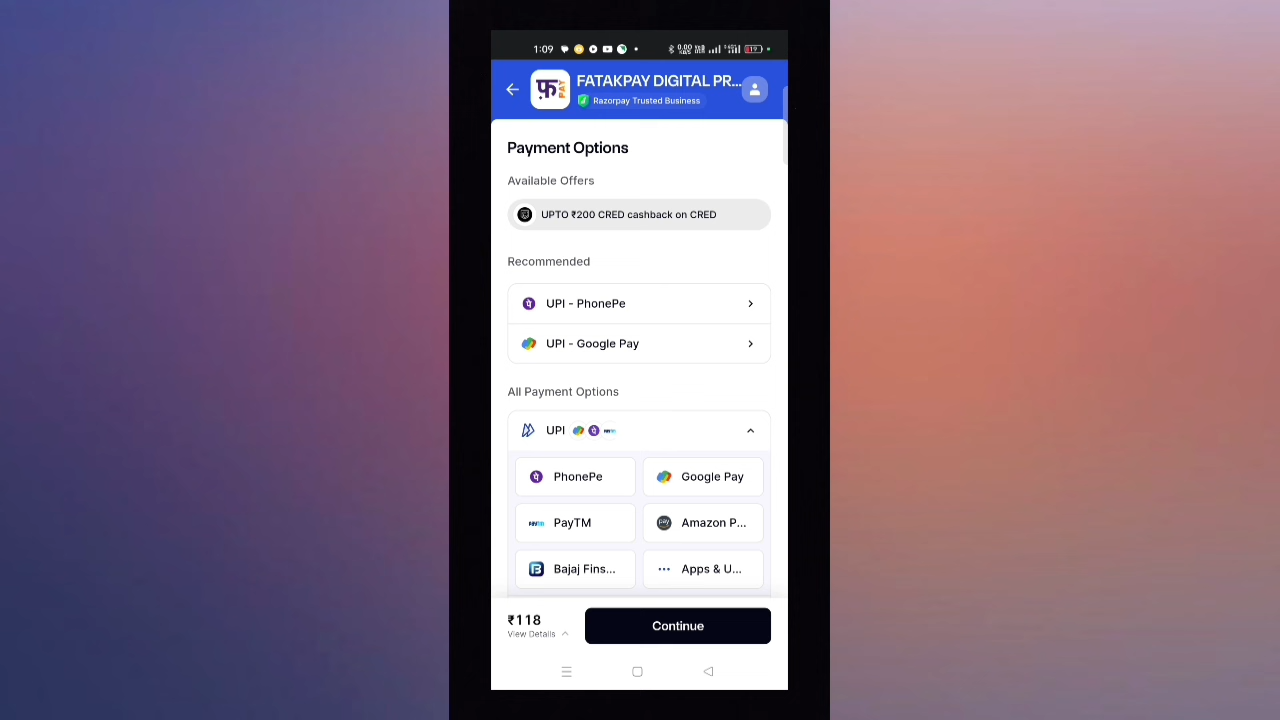 1:09
19
फ PAY
FATAKPAY DIGITAL PR...
Razorpay Trusted Business
Payment Options
Available Offers
UPTO ₹200 CRED cashback on CRED
Recommended
UPI - PhonePe
UPI - Google Pay
All Payment Options
UPI
PhonePe Google Pay
PayTM Amazon P...
Bajaj Fins... Apps & U...
₹118
View Details
Continue